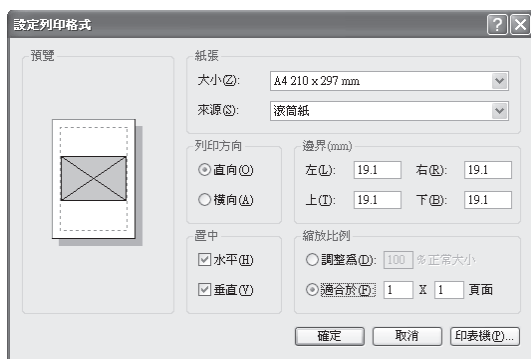 設定列印格式
預覽
紙張
大小(Z):
A4 210 x 297 mm
來源(S):
滾筒紙
列印方向
直向(O)
橫向(A)
邊界(mm)
左(L): 19.1 右(R): 19.1
上(T): 19.1 下(B): 19.1
置中
水平(H)
垂直(V)
縮放比例
調整為(D): 100 %正常大小
適合於(F): 1 X 1 頁面
確定 取消 印表機(P)...